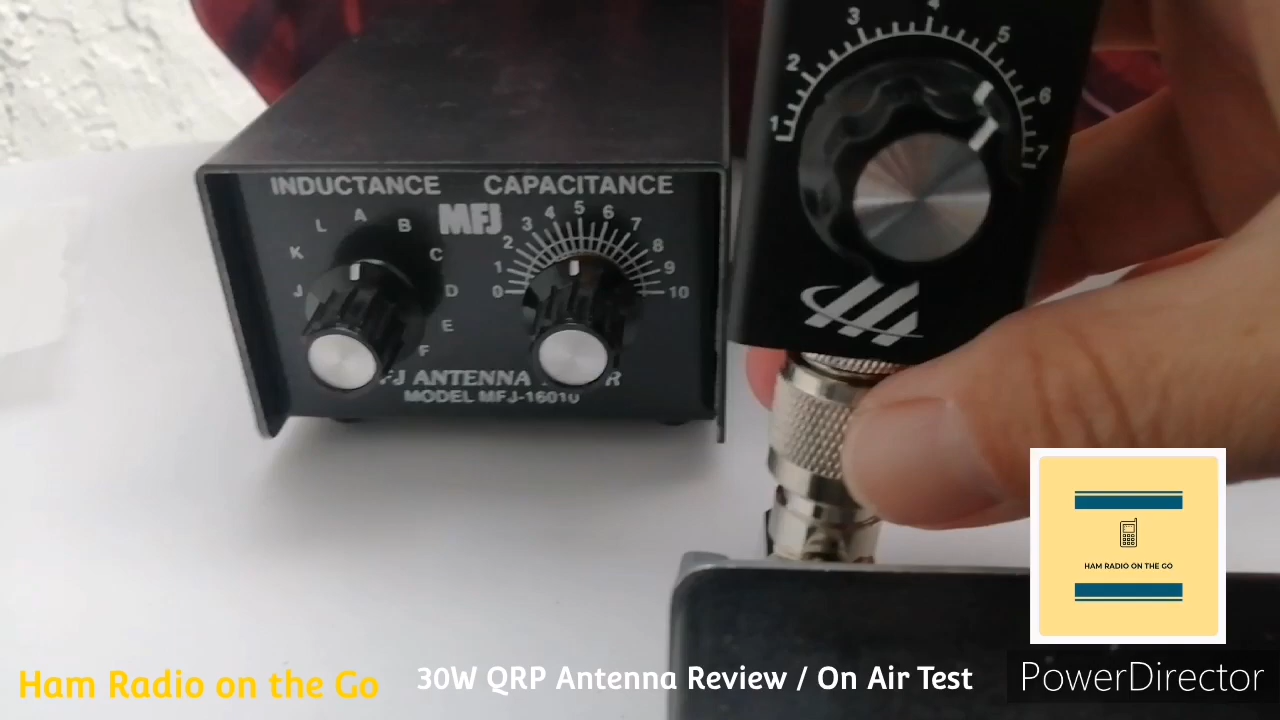 INDUCTANCE CAPACITANCE
MFJ
A B C D E F J K L
0 1 2 3 4 5 6 7 8 9 10
ANTENNA
MODEL MFJ-16010
1 2 3 4 5 6 7
HAM RADIO ON THE GO
Ham Radio on the Go
30W QRP Antenna Review / On Air Test
PowerDirector